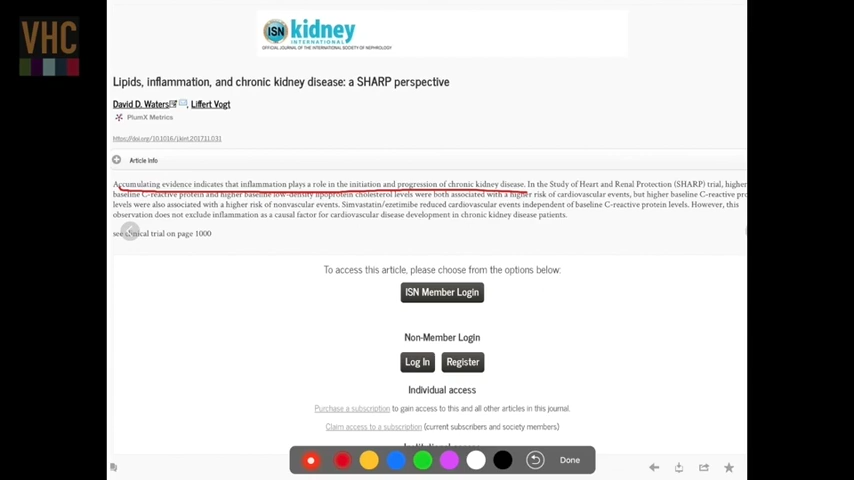 VHC
ISN kidney
INTERNATIONAL
OFFICIAL JOURNAL OF THE INTERNATIONAL SOCIETY OF NEPHROLOGY
Lipids, inflammation, and chronic kidney disease: a SHARP perspective
David D. Waters, Liffert Vogt
PlumX Metrics
https://doi.org/10.1016/j.kint.2017.11.031
Article Info
Accumulating evidence indicates that inflammation plays a role in the initiation and progression of chronic kidney disease. In the Study of Heart and Renal Protection (SHARP) trial, higher
baseline C-reactive protein and higher baseline low-density lipoprotein cholesterol levels were both associated with a higher risk of cardiovascular events, but higher baseline C-reactive pro
levels were also associated with a higher risk of nonvascular events. Simvastatin/ezetimibe reduced cardiovascular events independent of baseline C-reactive protein levels. However, this
observation does not exclude inflammation as a causal factor for cardiovascular disease development in chronic kidney disease patients.
see clinical trial on page 1000
To access this article, please choose from the options below:
ISN Member Login
Non-Member Login
Log In Register
Individual access
Purchase a subscription to gain access to this and all other articles in this journal.
Claim access to a subscription (current subscribers and society members)
Done